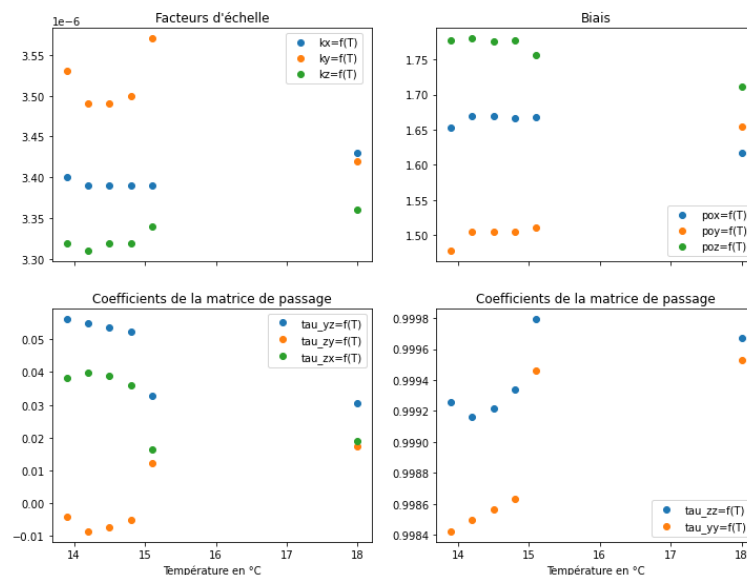 Facteurs d'échelle
1e−6
3.55
3.50
3.45
3.40
3.35
3.30
kx=f(T)
ky=f(T)
kz=f(T)
Biais
1.75
1.70
1.65
1.60
1.55
1.50
pox=f(T)
poy=f(T)
poz=f(T)
Coefficients de la matrice de passage
0.05
0.04
0.03
0.02
0.01
0.00
−0.01
tau_yz=f(T)
tau_zy=f(T)
tau_zx=f(T)
14 15 16 17 18
Température en °C
Coefficients de la matrice de passage
0.9998
0.9996
0.9994
0.9992
0.9990
0.9988
0.9986
0.9984
tau_zz=f(T)
tau_yy=f(T)
14 15 16 17 18
Température en °C